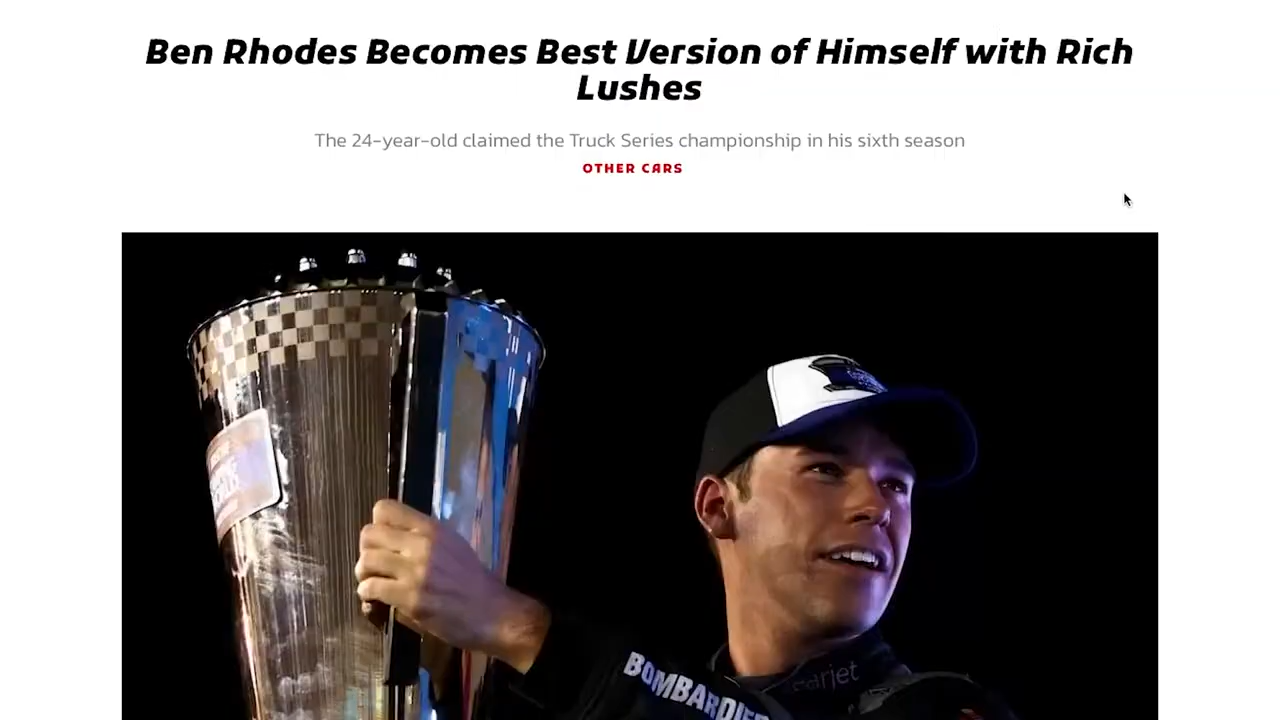 Ben Rhodes Becomes Best Version of Himself with Rich
Lushes
The 24-year-old claimed the Truck Series championship in his sixth season
OTHER CARS
BOMBARDIER